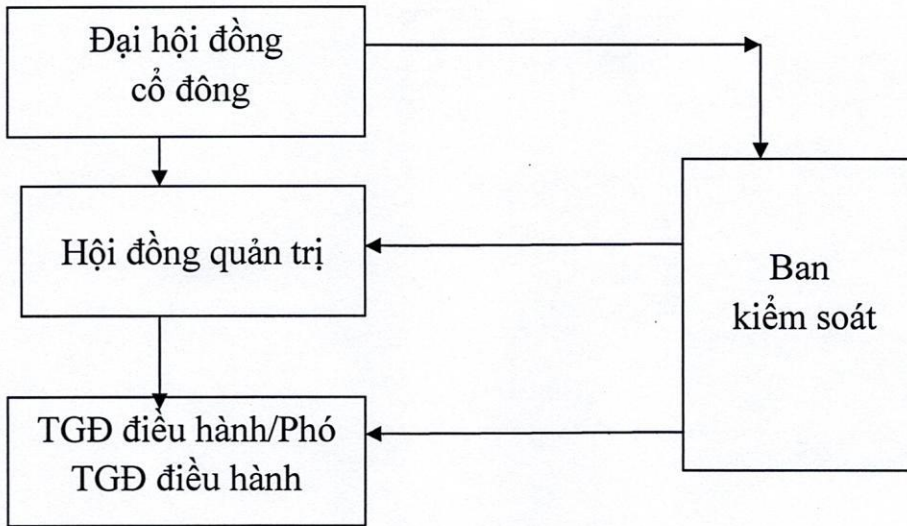 Đại hội đồng
cổ đông
Hội đồng quản trị
Ban
kiểm soát
TGĐ điều hành/Phó
TGĐ điều hành